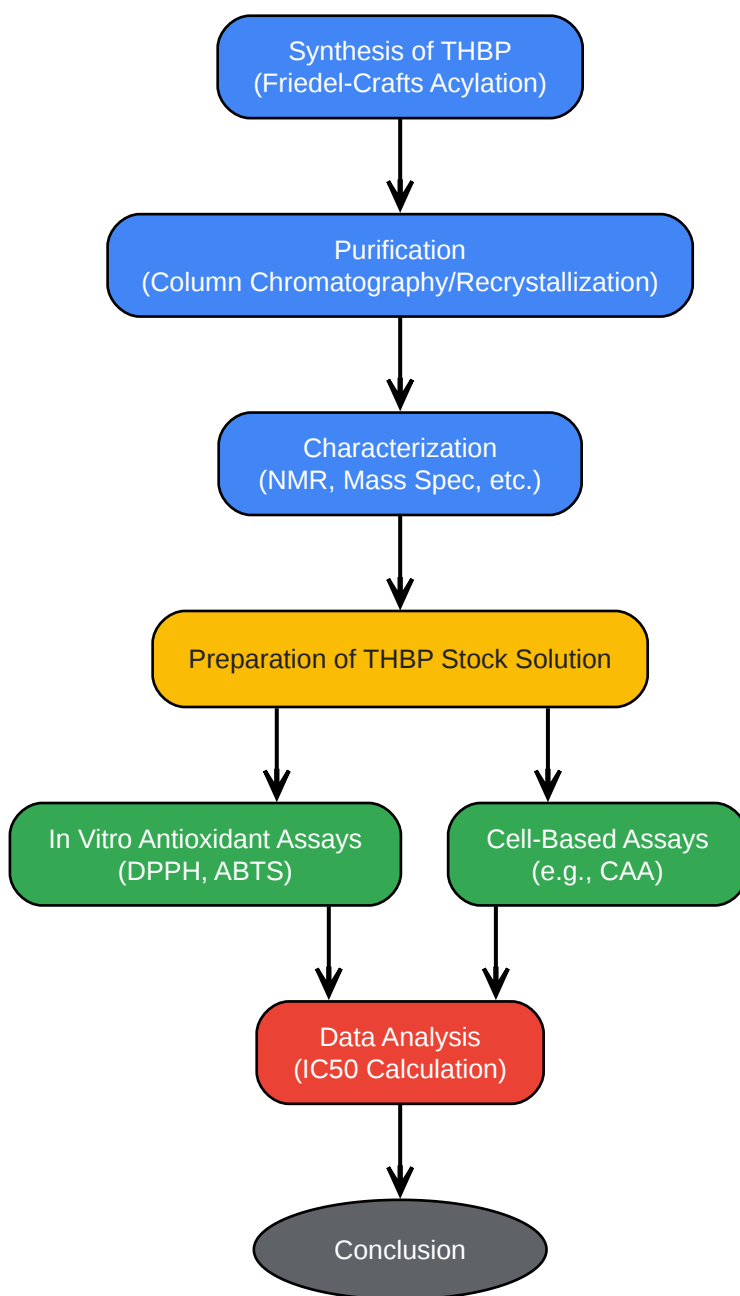 Synthesis of THBP
(Friedel-Crafts Acylation)
Purification
(Column Chromatography/Recrystallization)
Characterization
(NMR, Mass Spec, etc.)
Preparation of THBP Stock Solution
In Vitro Antioxidant Assays
(DPPH, ABTS)
Cell-Based Assays
(e.g., CAA)
Data Analysis
(IC50 Calculation)
Conclusion